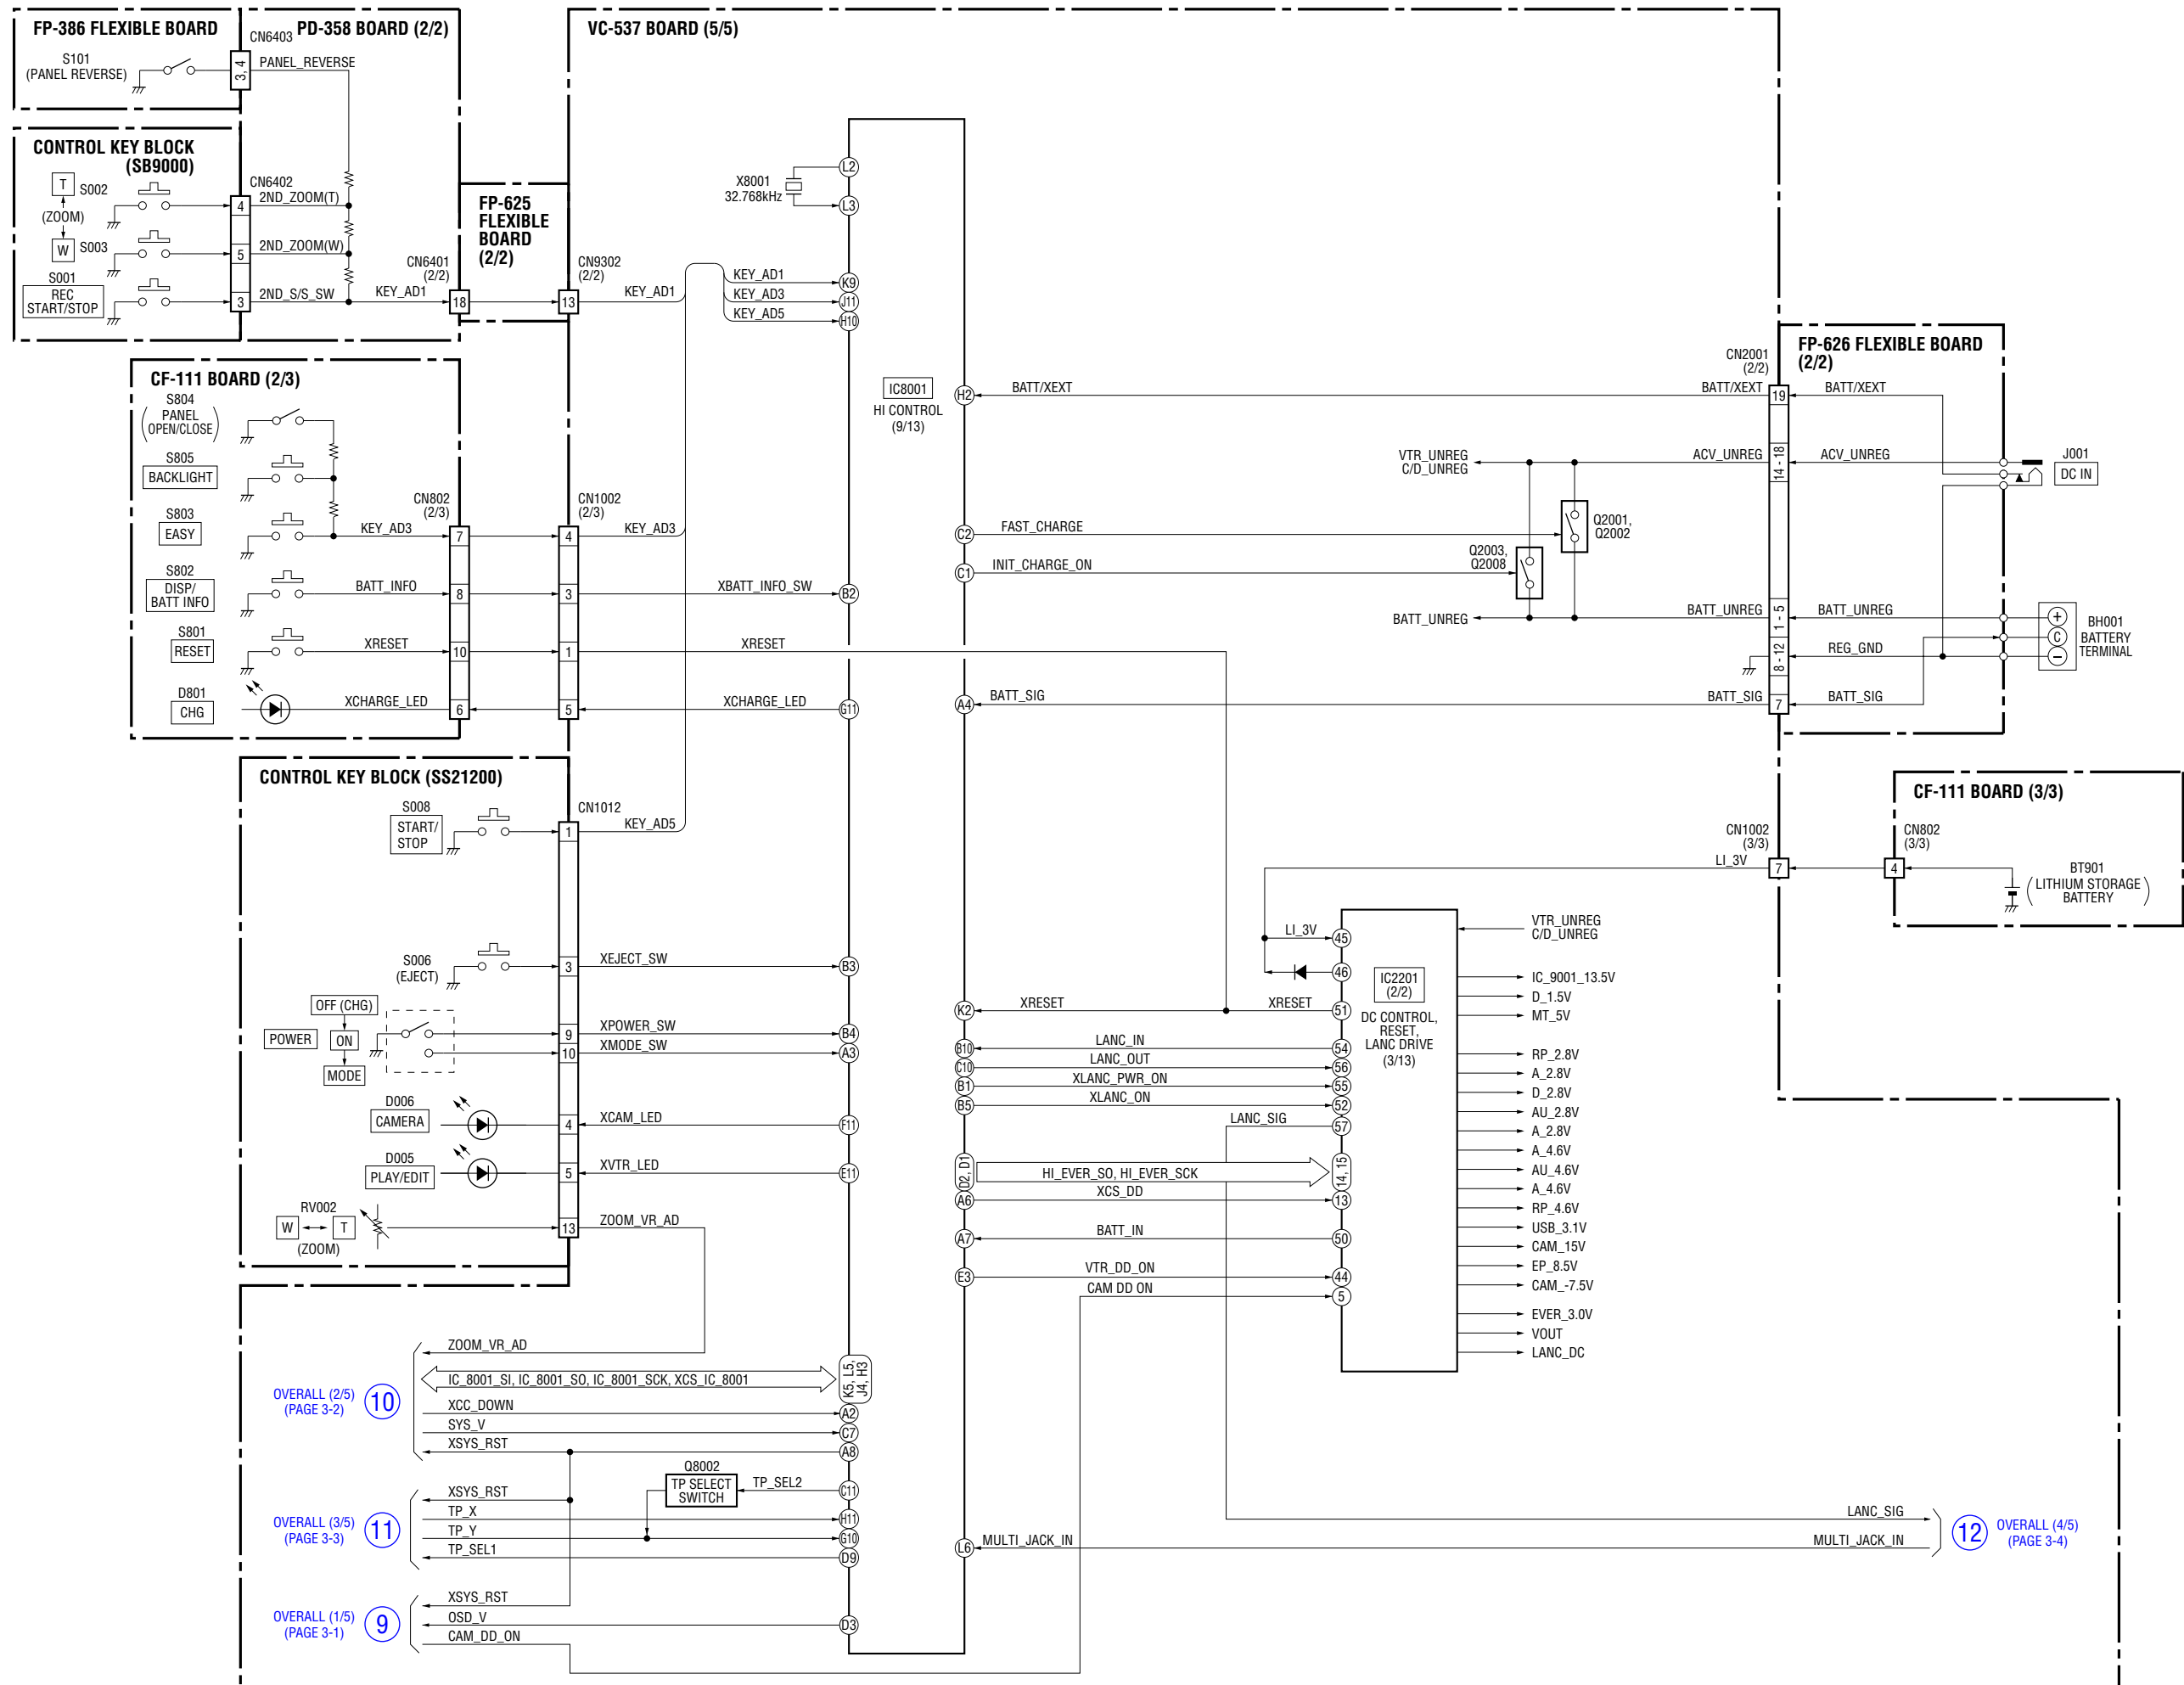 FP-386 FLEXIBLE BOARD
S101
(PANEL REVERSE)
CN6403
3, 4
PD-358 BOARD (2/2)
PANEL_REVERSE
CONTROL KEY BLOCK
(SB9000)
T
S002
(ZOOM)
W
S003
S001
REC
START/STOP
CN6402
4
2ND_ZOOM(T)
5
2ND_ZOOM(W)
3
2ND_S/S_SW
KEY_AD1
CN6401
(2/2)
18
FP-625
FLEXIBLE
BOARD
(2/2)
CN9302
(2/2)
13
KEY_AD1
VC-537 BOARD (5/5)
X8001
32.768kHz
L2
L3
KEY_AD1
K9
KEY_AD3
J11
KEY_AD5
H10
IC8001
HI CONTROL
(9/13)
CF-111 BOARD (2/3)
S804
(PANEL
OPEN/CLOSE)
S805
BACKLIGHT
S803
EASY
KEY_AD3
S802
DISP/
BATT INFO
BATT_INFO
S801
RESET
XRESET
D801
CHG
XCHARGE_LED
CN802
(2/3)
7
8
10
6
CN1002
(2/3)
4
KEY_AD3
3
XBATT_INFO_SW
B2
1
XRESET
5
XCHARGE_LED
G11
H2
BATT/XEXT
C2
FAST_CHARGE
C1
INIT_CHARGE_ON
A4
BATT_SIG
VTR_UNREG
C/D_UNREG
Q2001,
Q2002
Q2003,
Q2008
BATT_UNREG
CN2001
(2/2)
BATT/XEXT
19
ACV_UNREG
14 - 18
BATT_UNREG
1 - 5
8 - 12
BATT_SIG
7
FP-626 FLEXIBLE BOARD
(2/2)
BATT/XEXT
ACV_UNREG
BATT_UNREG
REG_GND
BATT_SIG
J001
DC IN
+
C
−
BH001
BATTERY
TERMINAL
CONTROL KEY BLOCK (SS21200)
S008
START/
STOP
CN1012
1
KEY_AD5
S006
(EJECT)
3
XEJECT_SW
B3
OFF (CHG)
POWER
ON
MODE
9
XPOWER_SW
B4
10
XMODE_SW
A3
D006
CAMERA
4
XCAM_LED
F11
D005
PLAY/EDIT
5
XVTR_LED
E11
RV002
W
T
(ZOOM)
13
ZOOM_VR_AD
CF-111 BOARD (3/3)
CN1002
(3/3)
LI_3V
7
CN802
(3/3)
4
BT901
(LITHIUM STORAGE
BATTERY)
LI_3V
45
46
IC2201
(2/2)
DC CONTROL,
RESET,
LANC DRIVE
(3/13)
K2
XRESET
XRESET
51
B10
LANC_IN
54
C10
LANC_OUT
56
B1
XLANC_PWR_ON
55
B5
XLANC_ON
52
LANC_SIG
57
D2, D1
HI_EVER_SO, HI_EVER_SCK
14, 15
A6
XCS_DD
13
A7
BATT_IN
50
E3
VTR_DD_ON
44
CAM DD ON
5
VTR_UNREG
C/D_UNREG
IC_9001_13.5V
D_1.5V
MT_5V
RP_2.8V
A_2.8V
D_2.8V
AU_2.8V
A_2.8V
A_4.6V
AU_4.6V
A_4.6V
RP_4.6V
USB_3.1V
CAM_15V
EP_8.5V
CAM_-7.5V
EVER_3.0V
VOUT
LANC_DC
OVERALL (2/5)
(PAGE 3-2)
10
ZOOM_VR_AD
IC_8001_SI, IC_8001_SO, IC_8001_SCK, XCS_IC_8001
K5, L5,
J4, H3
XCC_DOWN
A2
SYS_V
C7
XSYS_RST
A8
Q8002
TP SELECT
SWITCH
TP_SEL2
C11
OVERALL (3/5)
(PAGE 3-3)
11
XSYS_RST
TP_X
H11
TP_Y
G10
TP_SEL1
D9
OVERALL (1/5)
(PAGE 3-1)
9
XSYS_RST
OSD_V
D3
CAM_DD_ON
L6
MULTI_JACK_IN
LANC_SIG
MULTI_JACK_IN
12
OVERALL (4/5)
(PAGE 3-4)